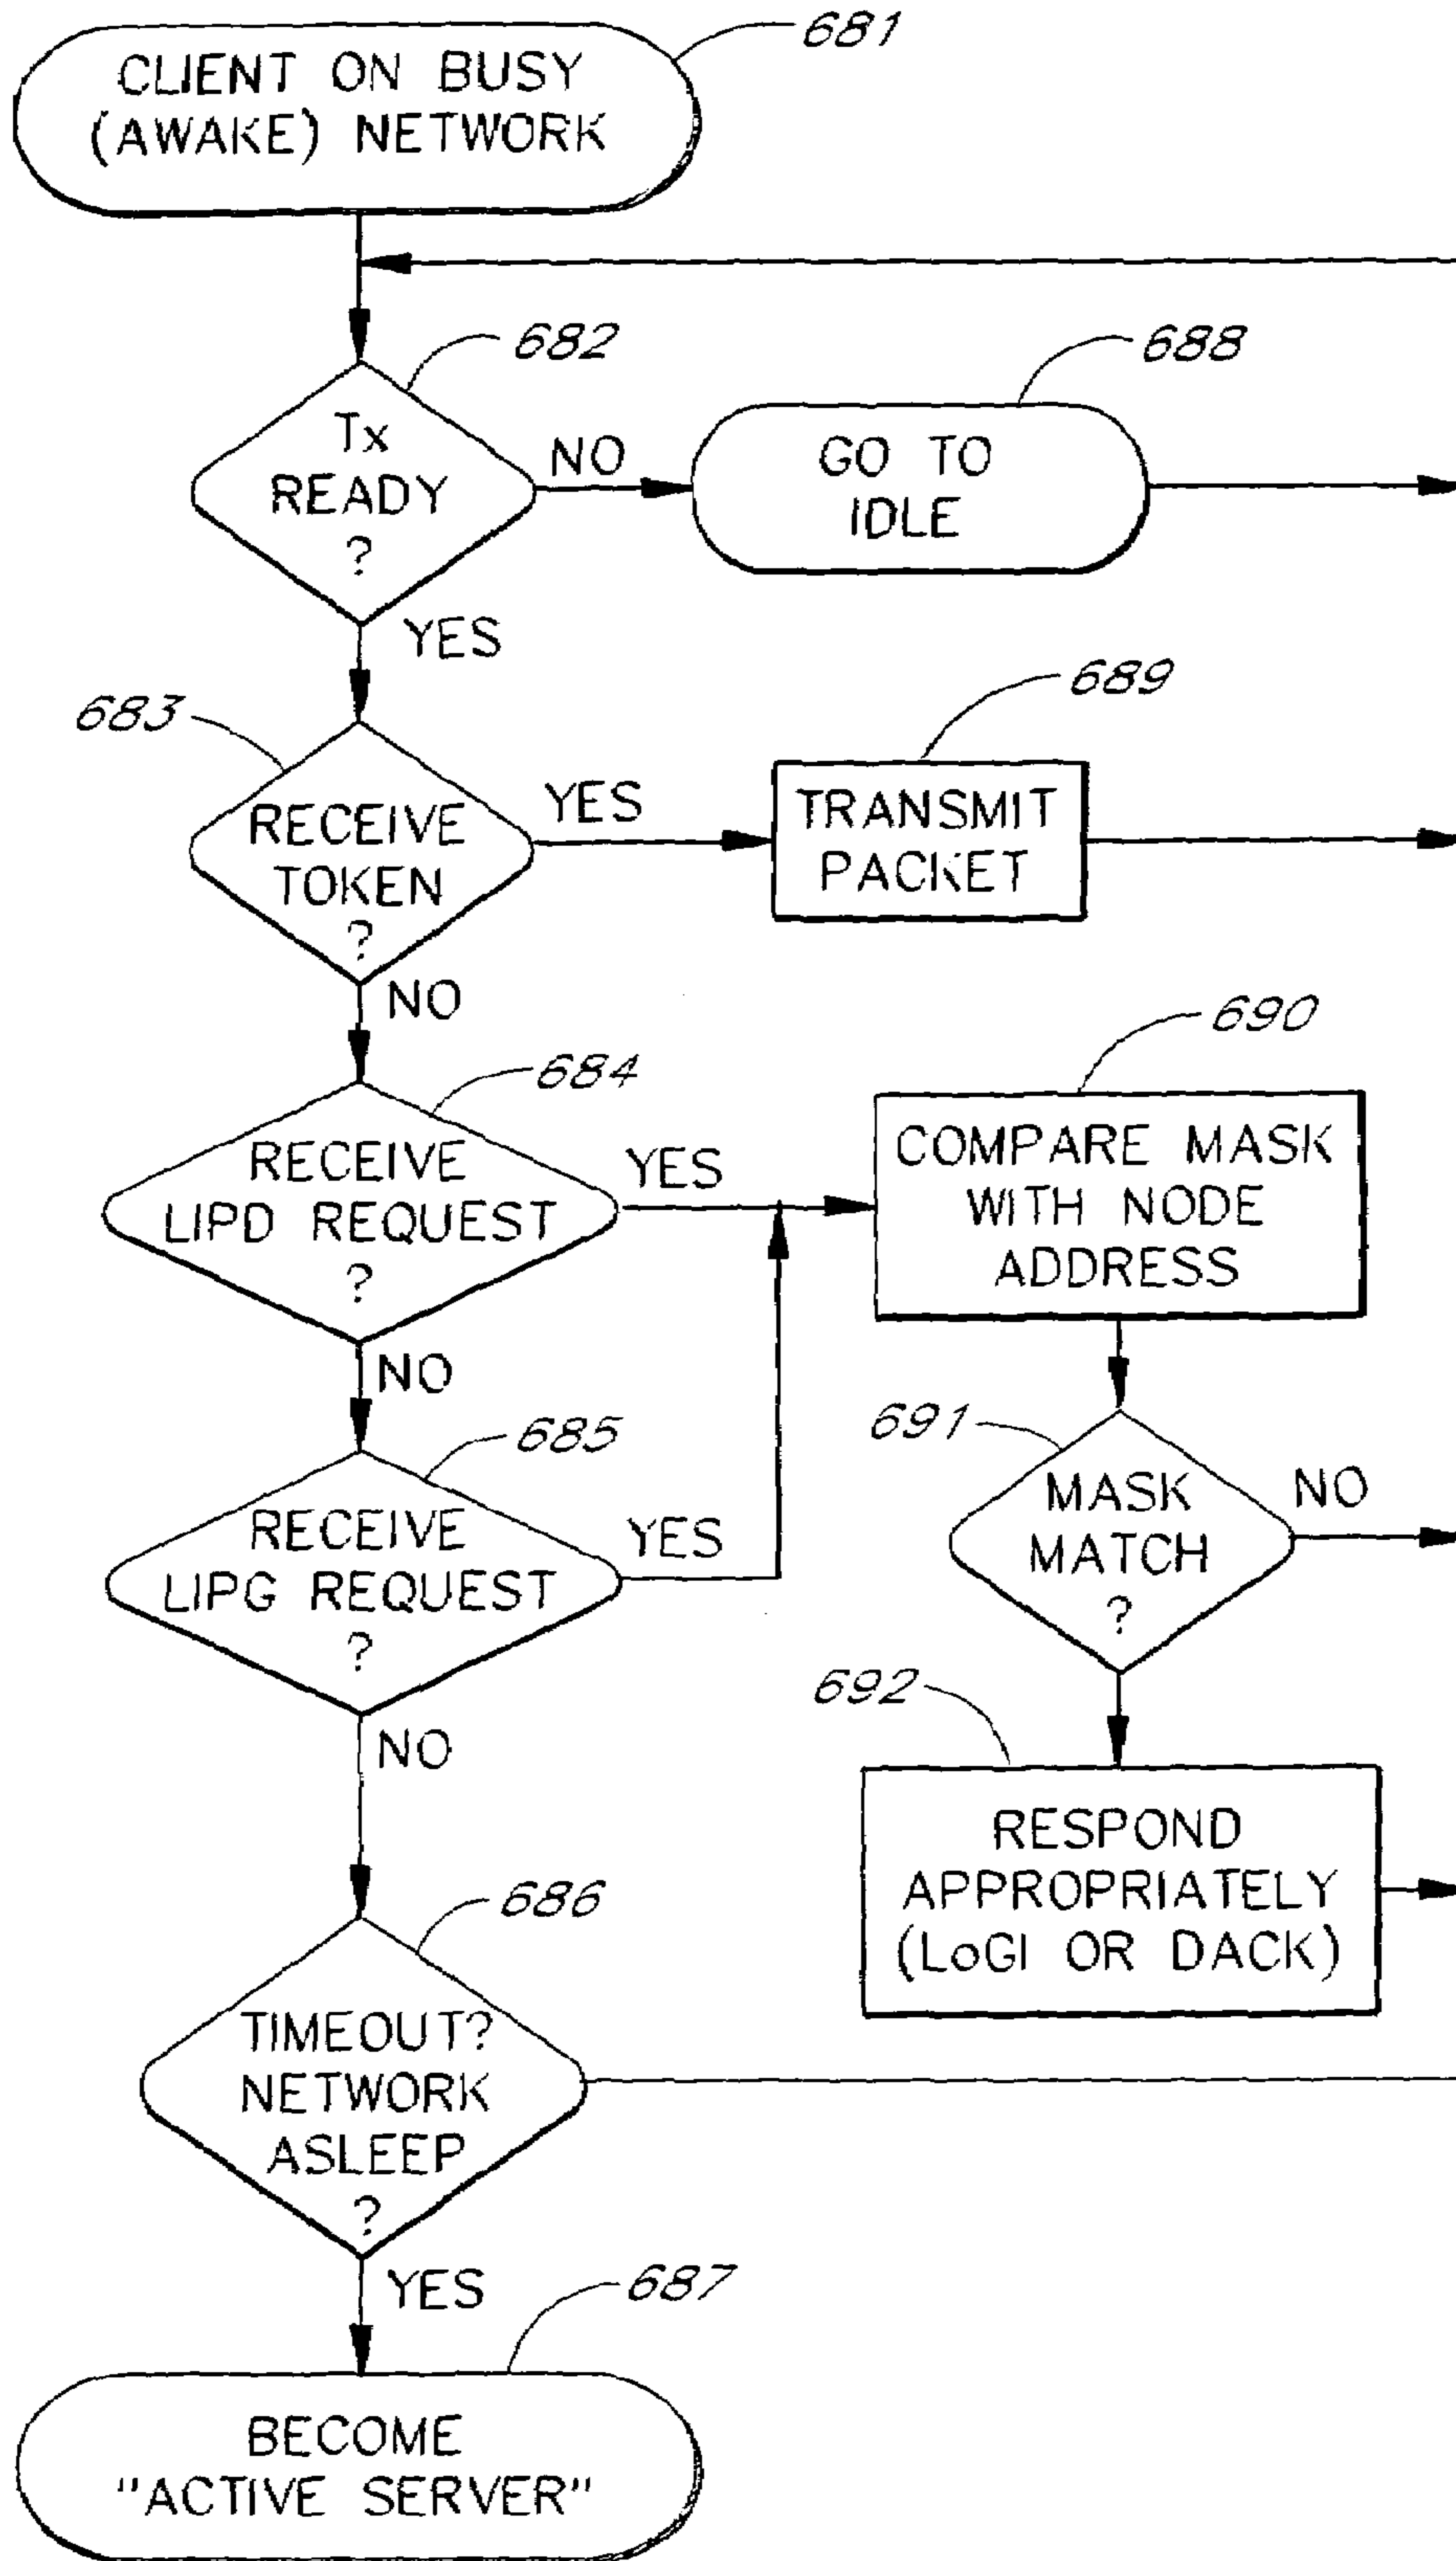 681
CLIENT ON BUSY
(AWAKE) NETWORK
682
Tx
READY
?
NO
688
GO TO
IDLE
YES
683
RECEIVE
TOKEN
?
YES
689
TRANSMIT
PACKET
NO
684
RECEIVE
LIPD REQUEST
?
YES
690
COMPARE MASK
WITH NODE
ADDRESS
NO
685
RECEIVE
LIPG REQUEST
?
YES
691
MASK
MATCH
?
NO
NO
692
RESPOND
APPROPRIATELY
(LoGI OR DACK)
686
TIMEOUT?
NETWORK
ASLEEP
?
YES
687
BECOME
"ACTIVE SERVER"